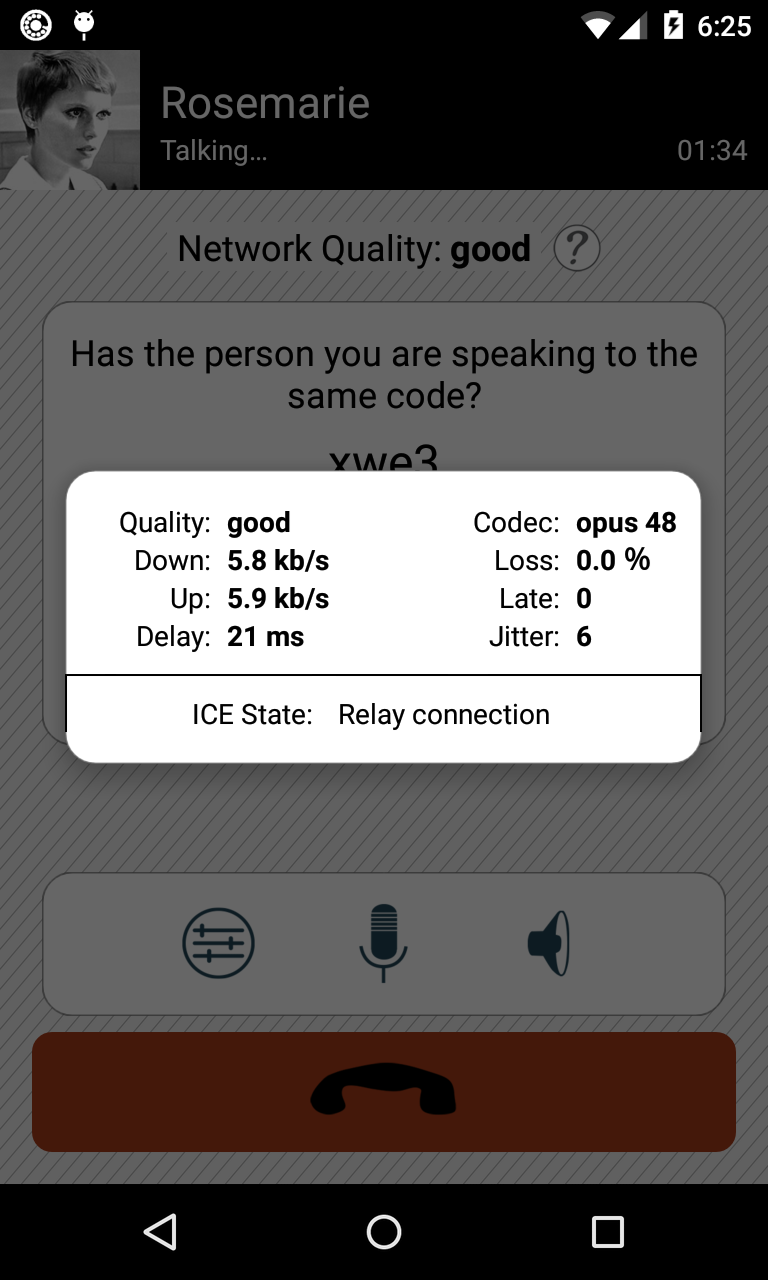 6:25
Rosemarie
Talking...
01:34
Network Quality: good ?
Has the person you are speaking to the
same code?
xwe3
Quality: good Codec: opus 48
Down: 5.8 kb/s Loss: 0.0 %
Up: 5.9 kb/s Late: 0
Delay: 21 ms Jitter: 6
ICE State: Relay connection